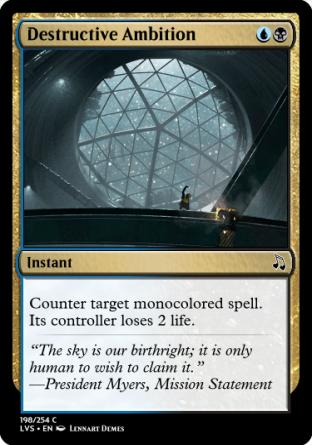 Destructive Ambition
Instant
Counter target monocolored spell.
Its controller loses 2 life.
“The sky is our birthright; it is only
human to wish to claim it.”
—President Myers, Mission Statement
198/254 C
LVS • EN Lennart Demes